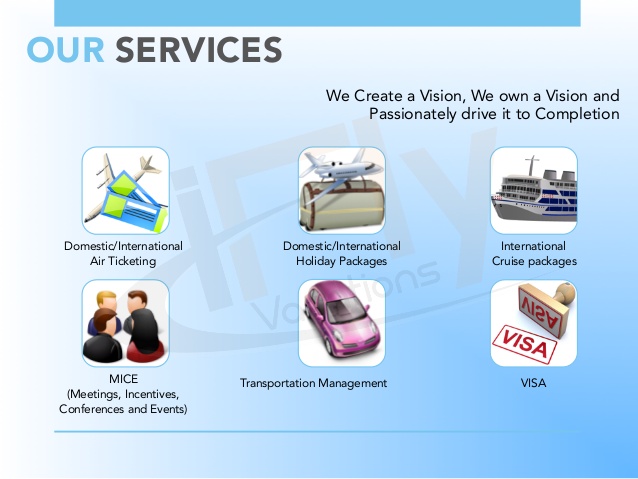 OUR SERVICES
We Create a Vision, We own a Vision and
Passionately drive it to Completion
iFly
Vacations
Domestic/International
Air Ticketing
Domestic/International
Holiday Packages
International
Cruise packages
VISA
VISA
MICE
(Meetings, Incentives,
Conferences and Events)
Transportation Management
VISA